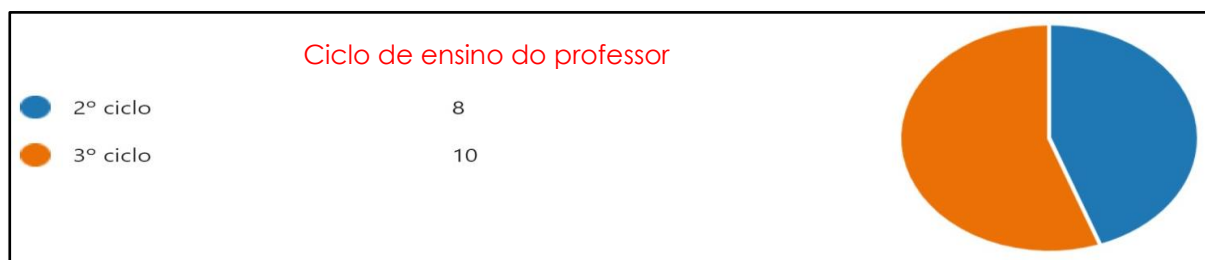 Ciclo de ensino do professor
2º ciclo 8
3º ciclo 10